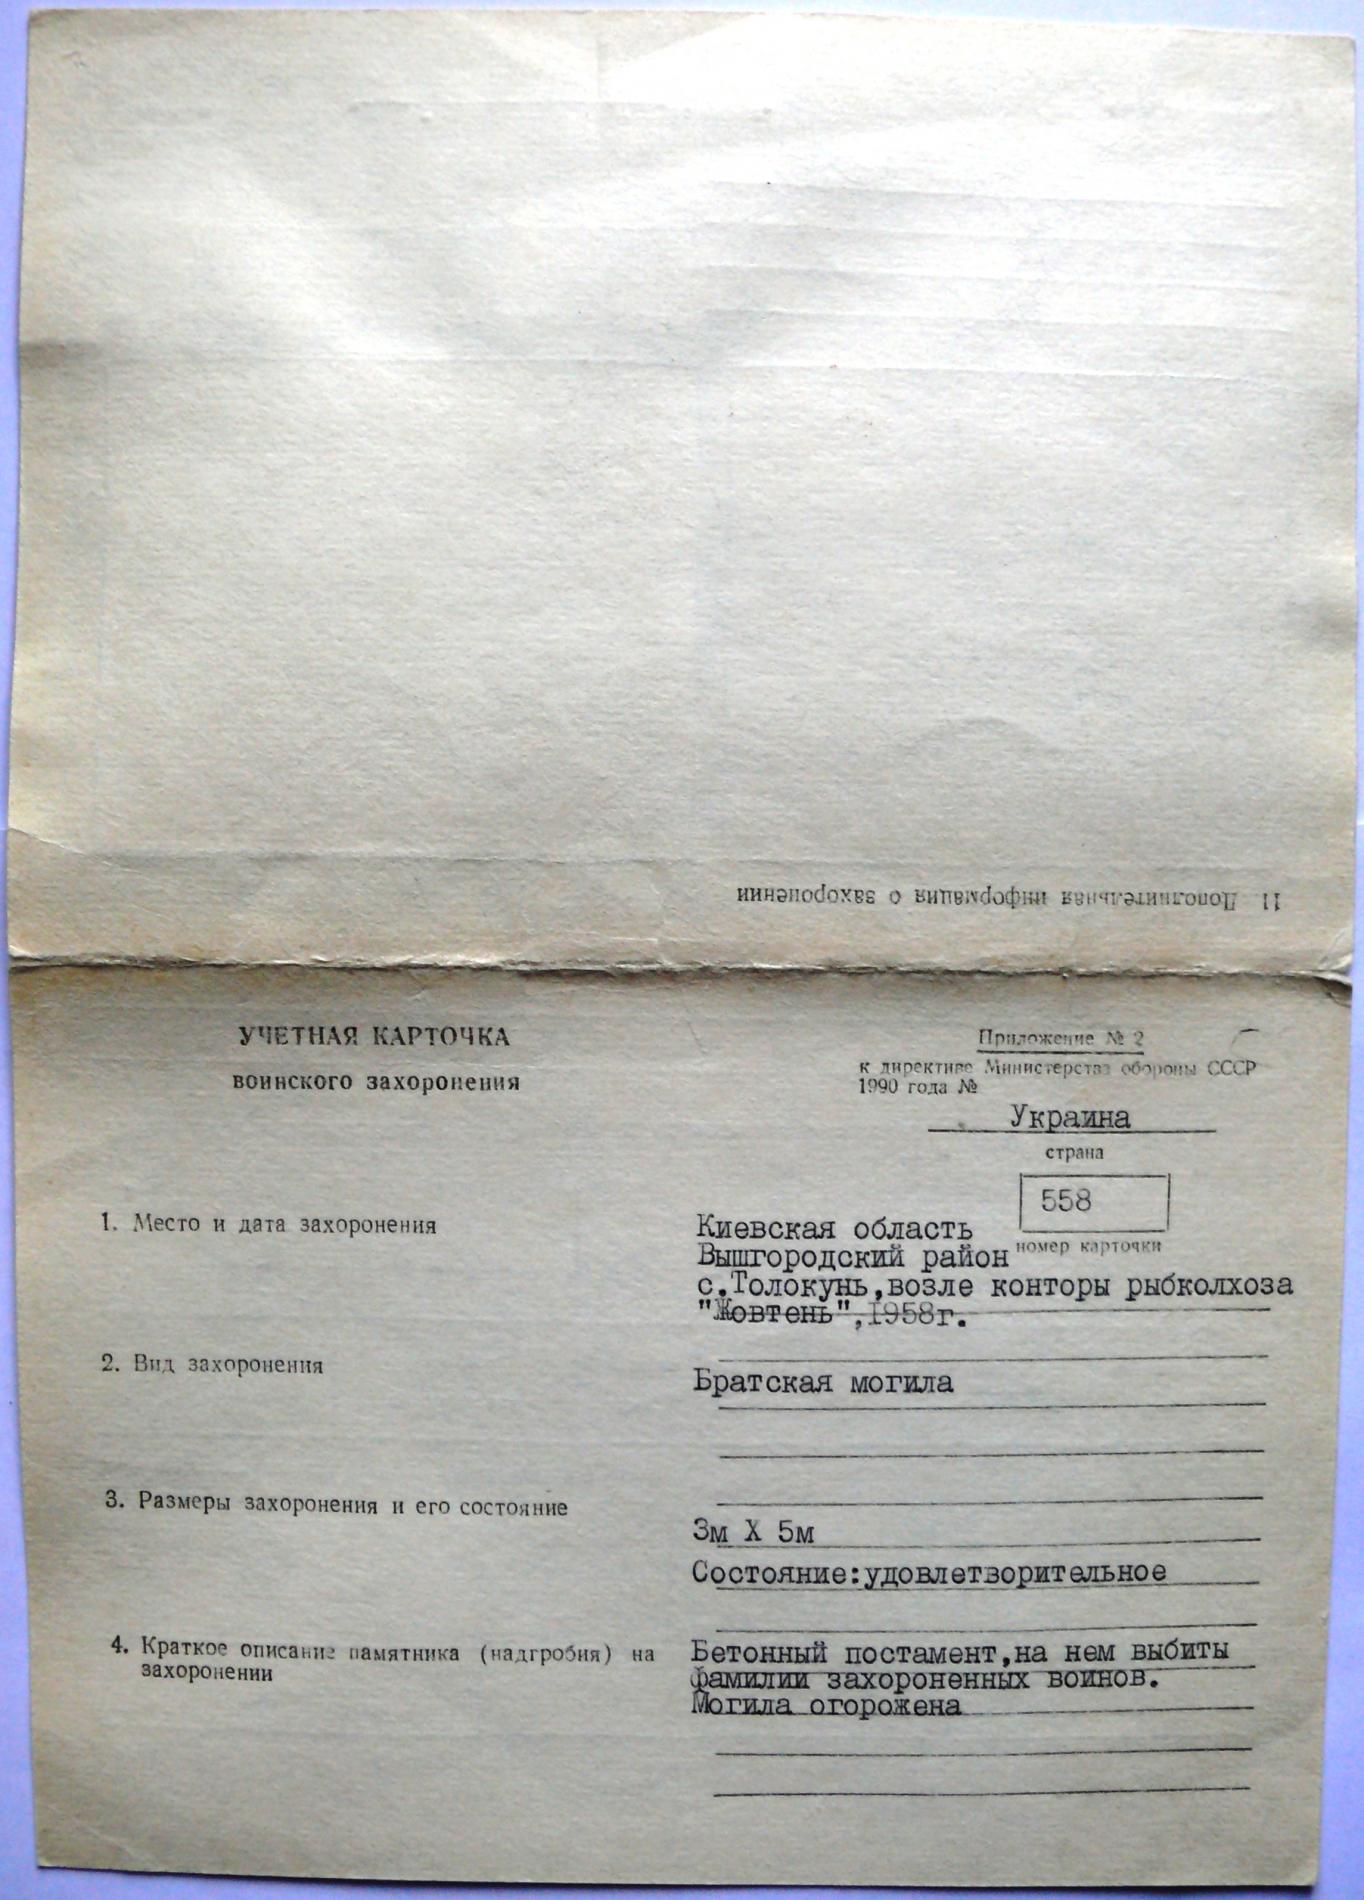 11 Дополнительная информация о захоронении
УЧЕТНАЯ КАРТОЧКА
воинского захоронения
Приложение № 2
к директиве Министерства обороны СССР
1990 года №
Украина
страна
558
номер карточки
1. Место и дата захоронения
Киевская область
Вышгородский район
с.Толокунь,возле конторы рыбколхоза
"Жовтень",1958г.
2. Вид захоронения
Братская могила
3. Размеры захоронения и его состояние
3м X 5м
Состояние:удовлетворительное
4. Краткое описание памятника (надгробия) на
захоронении
Бетонный постамент,на нем выбиты
фамилии захороненных воинов.
Могила огорожена